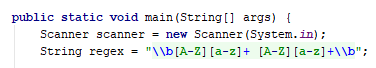 public static void main(String[] args) {
Scanner scanner = new Scanner(System.in);
String regex = "\\b[A-Z][a-z]+ [A-Z][a-z]+\\b";